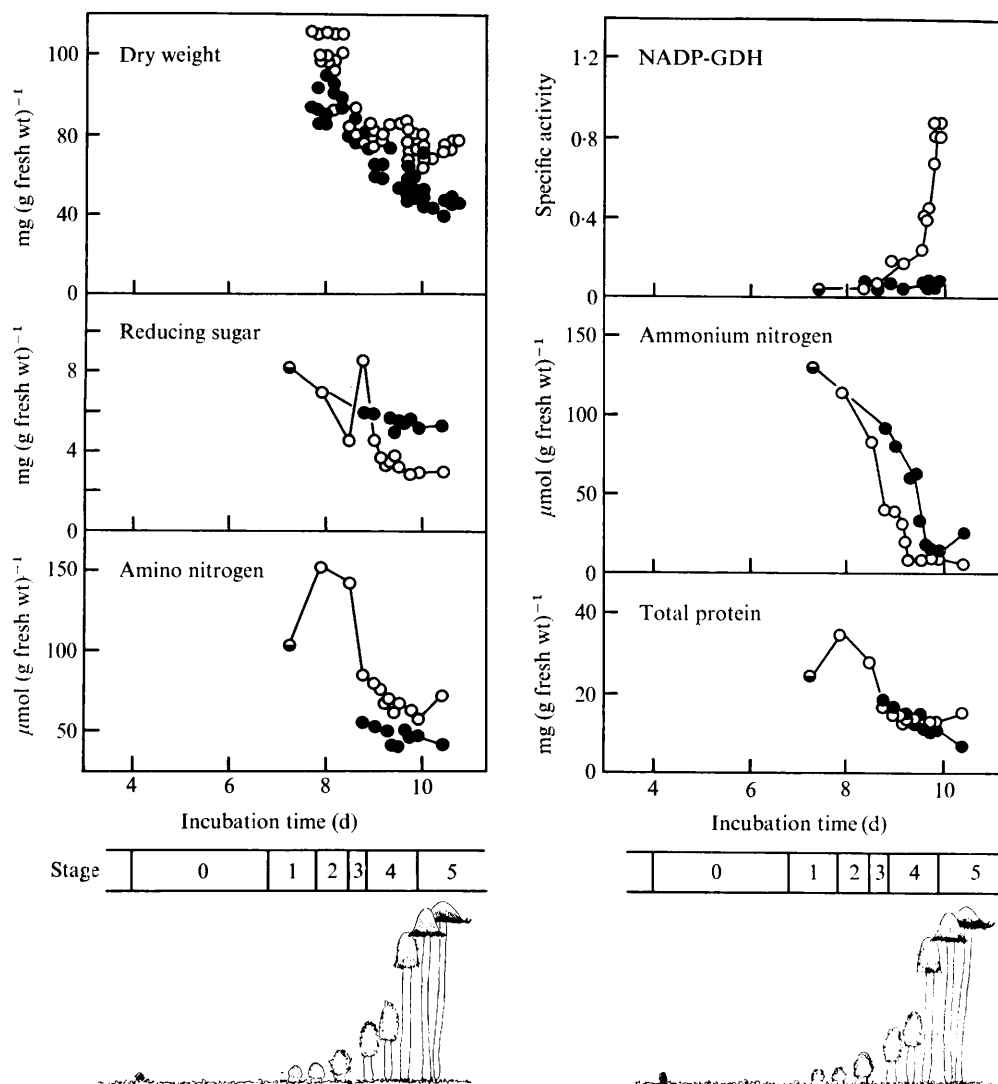 Dry weight
mg (g fresh wt)⁻¹
100
80
60
40
0
Reducing sugar
mg (g fresh wt)⁻¹
8
4
0
Amino nitrogen
µmol (g fresh wt)⁻¹
150
100
50
4
6
8
10
Incubation time (d)
Stage
0
1
2
3
4
5
NADP-GDH
Specific activity
1·2
0·8
0·4
0
Ammonium nitrogen
µmol (g fresh wt)⁻¹
150
100
50
0
Total protein
mg (g fresh wt)⁻¹
40
20
0
4
6
8
10
Incubation time (d)
0
1
2
3
4
5